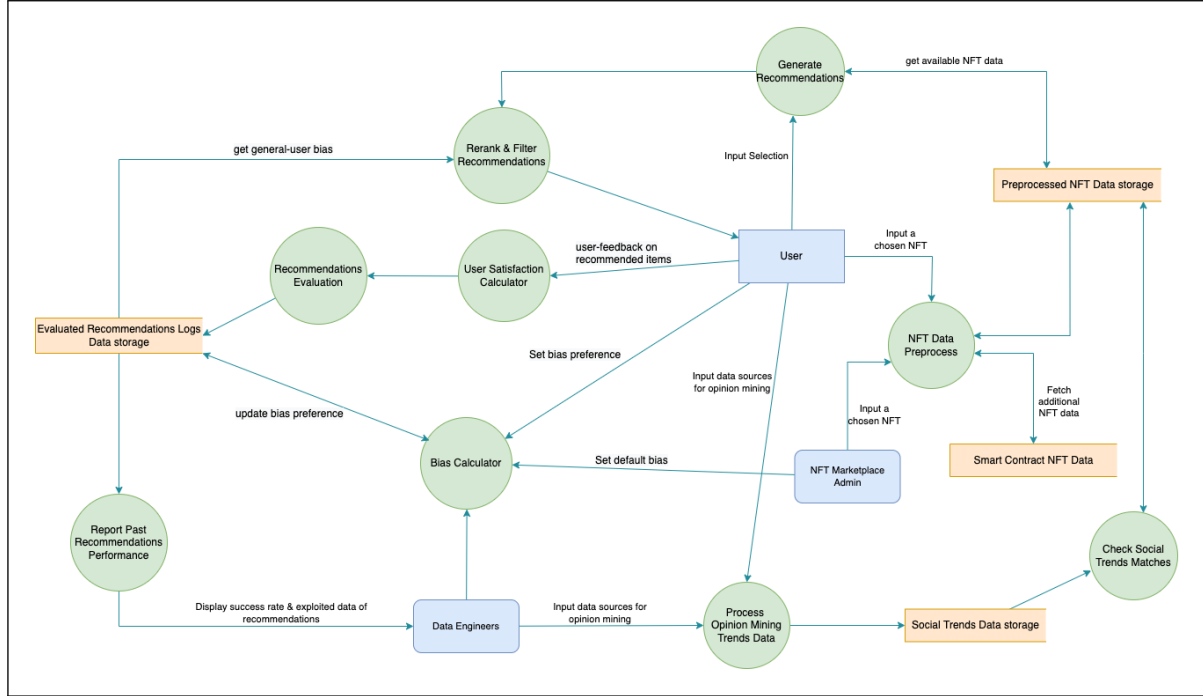 Generate
Recommendations
get available NFT data
get general-user bias
Rerank & Filter
Recommendations
Input Selection
Preprocessed NFT Data storage
Input a
chosen NFT
user-feedback on
recommended items
User
Recommendations
Evaluation
User Satisfaction
Calculator
Evaluated Recommendations Logs
Data storage
NFT Data
Preprocess
Set bias preference
Input data sources
for opinion mining
Fetch
additional
NFT data
update bias preference
Input a
chosen NFT
Bias Calculator
Set default bias
NFT Marketplace
Admin
Smart Contract NFT Data
Report Past
Recommendations
Performance
Check Social
Trends Matches
Display success rate & exploited data of
recommendations
Data Engineers
Input data sources for
opinion mining
Process
Opinion Mining
Trends Data
Social Trends Data storage